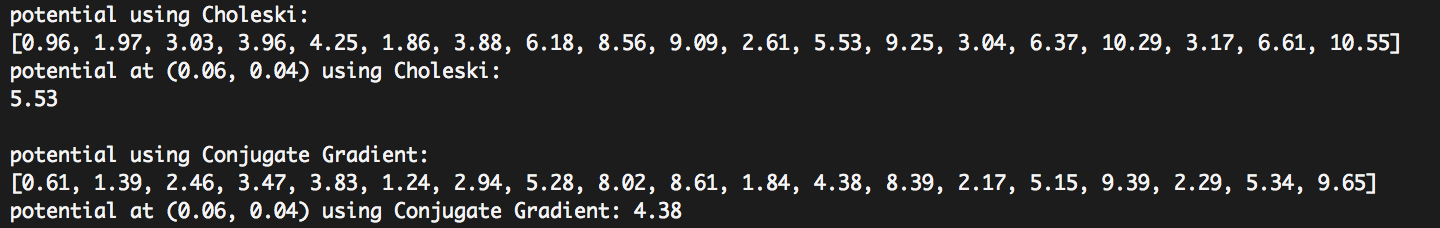 potential using Choleski:
[0.96, 1.97, 3.03, 3.96, 4.25, 1.86, 3.88, 6.18, 8.56, 9.09, 2.61, 5.53, 9.25, 3.04, 6.37, 10.29, 3.17, 6.61, 10.55]
potential at (0.06, 0.04) using Choleski:
5.53
potential using Conjugate Gradient:
[0.61, 1.39, 2.46, 3.47, 3.83, 1.24, 2.94, 5.28, 8.02, 8.61, 1.84, 4.38, 8.39, 2.17, 5.15, 9.39, 2.29, 5.34, 9.65]
potential at (0.06, 0.04) using Conjugate Gradient: 4.38